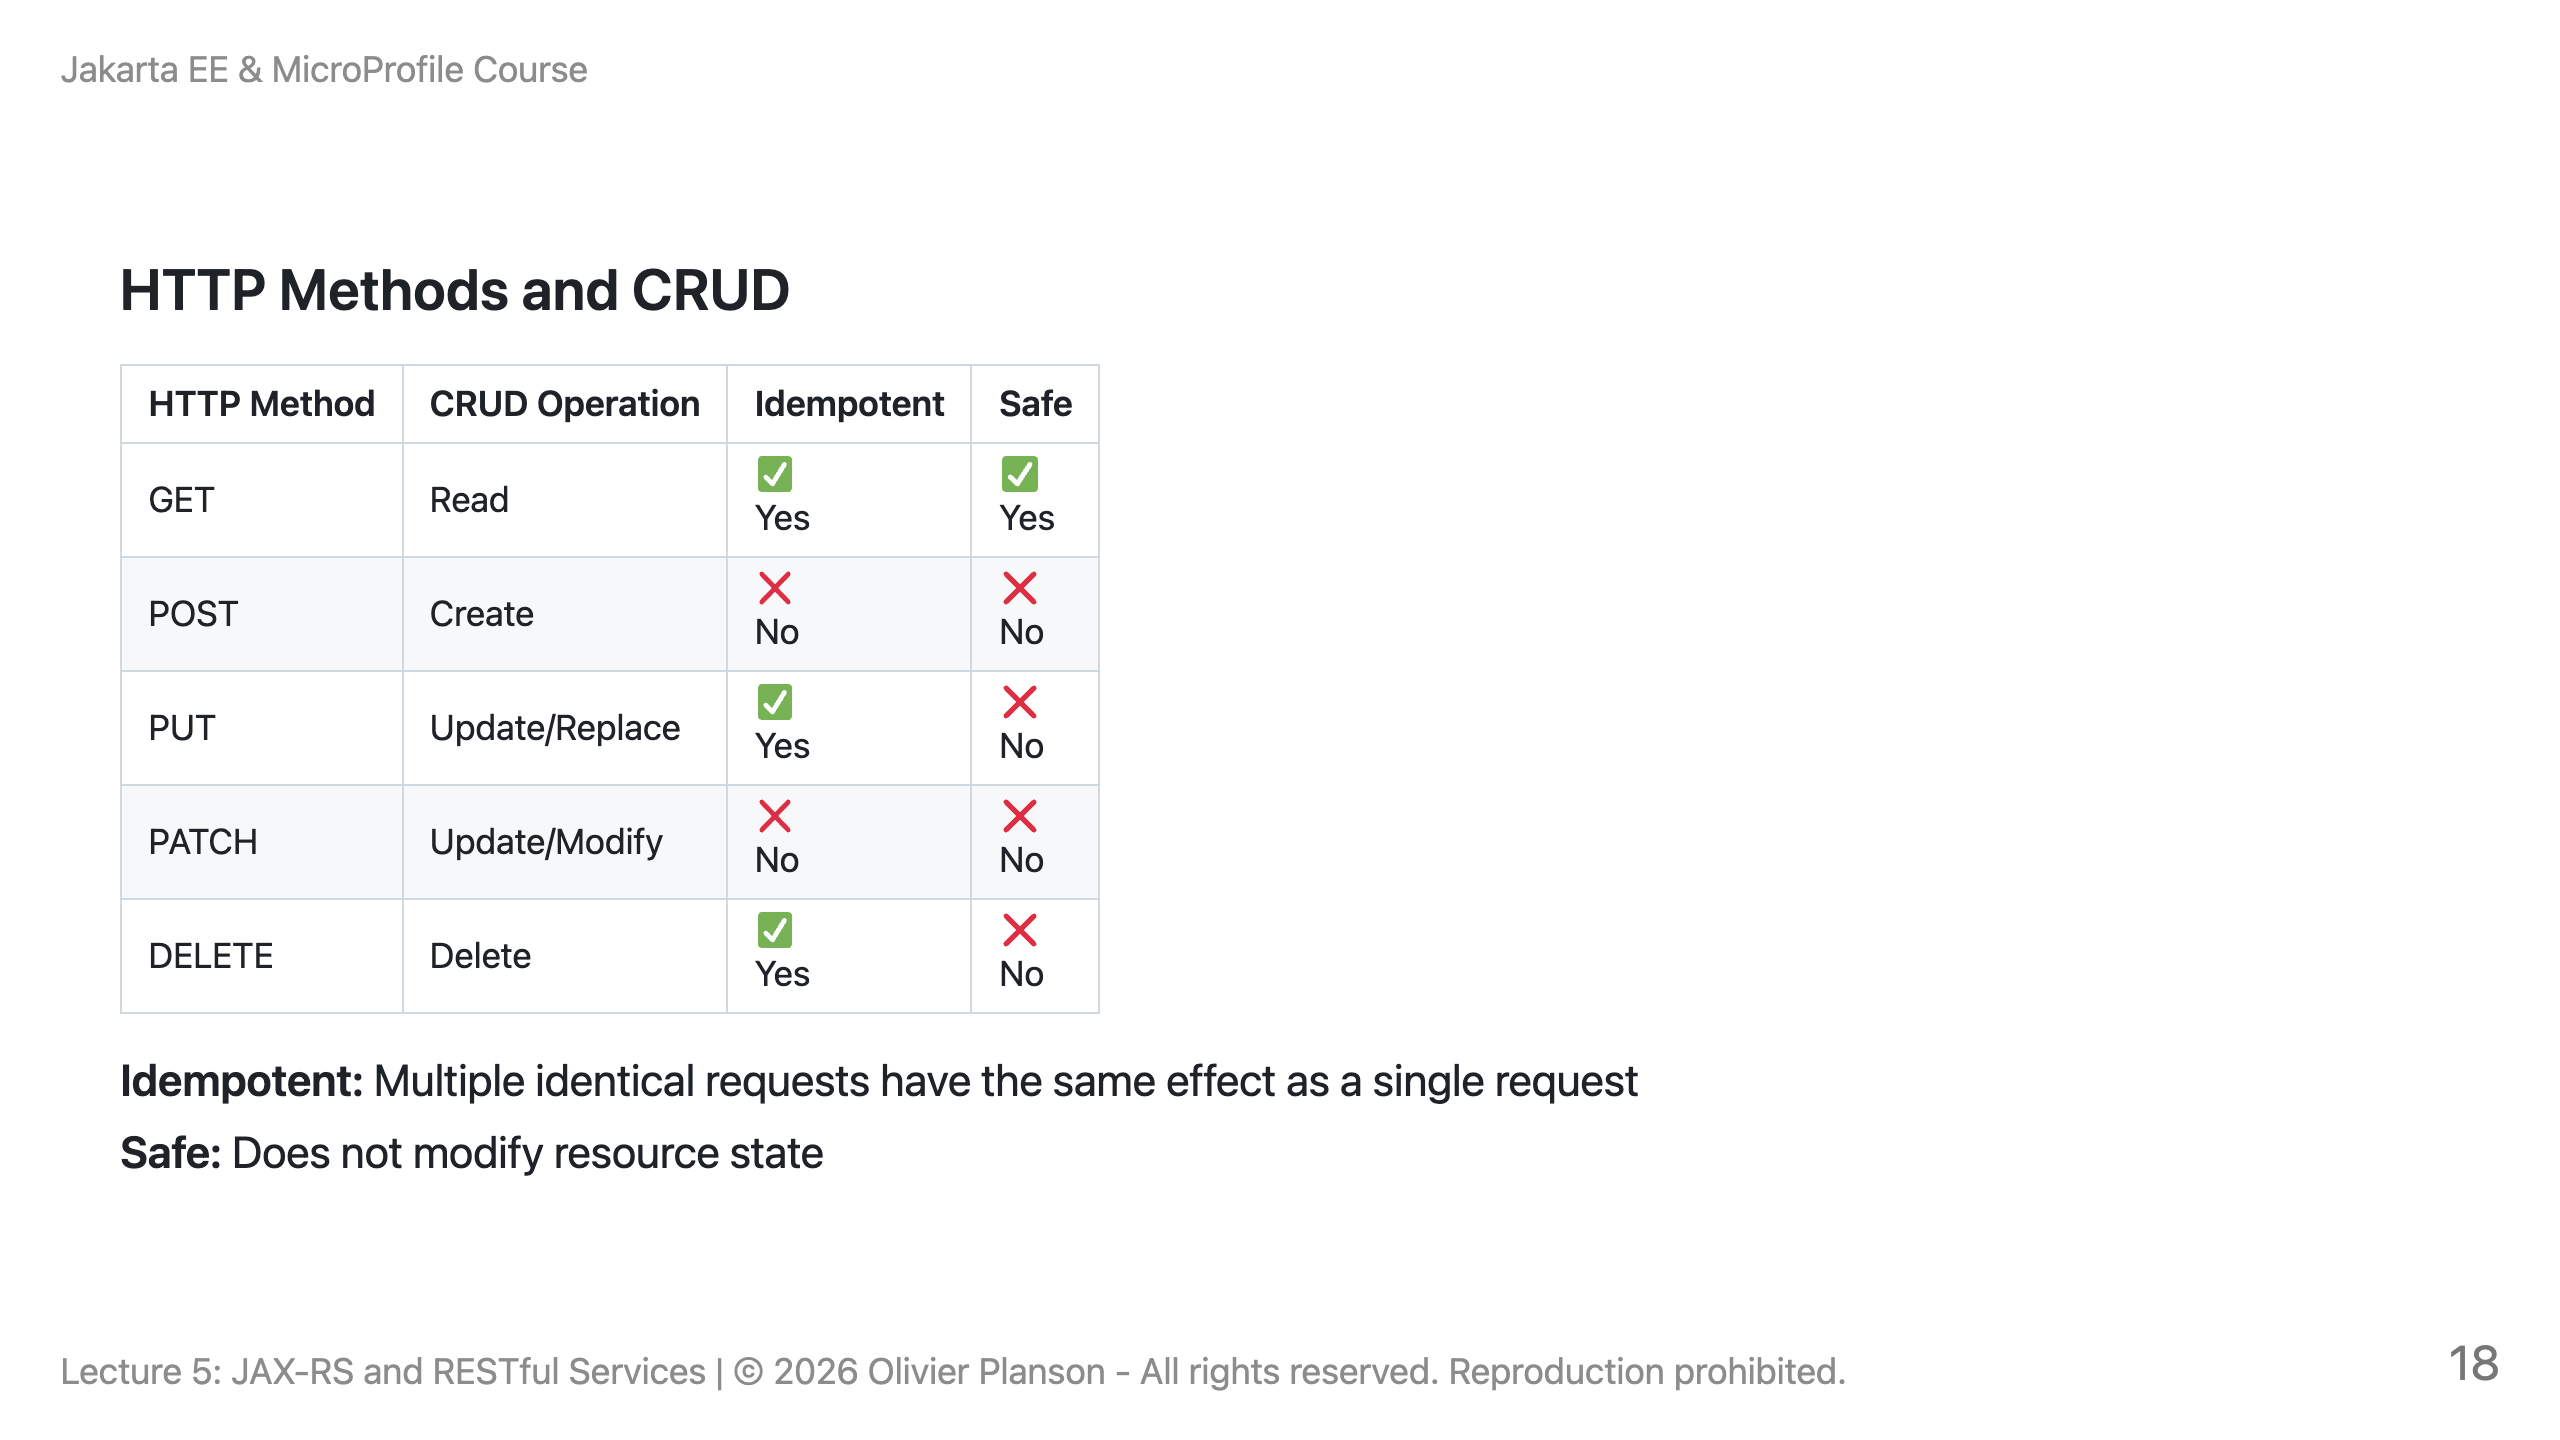 Jakarta EE & MicroProfile Course
HTTP Methods and CRUD
HTTP Method CRUD Operation Idempotent Safe
GET Read ✅ Yes ✅ Yes
POST Create ❌ No ❌ No
PUT Update/Replace ✅ Yes ❌ No
PATCH Update/Modify ❌ No ❌ No
DELETE Delete ✅ Yes ❌ No
Idempotent: Multiple identical requests have the same effect as a single request
Safe: Does not modify resource state
Lecture 5: JAX-RS and RESTful Services | © 2026 Olivier Planson - All rights reserved. Reproduction prohibited.
18